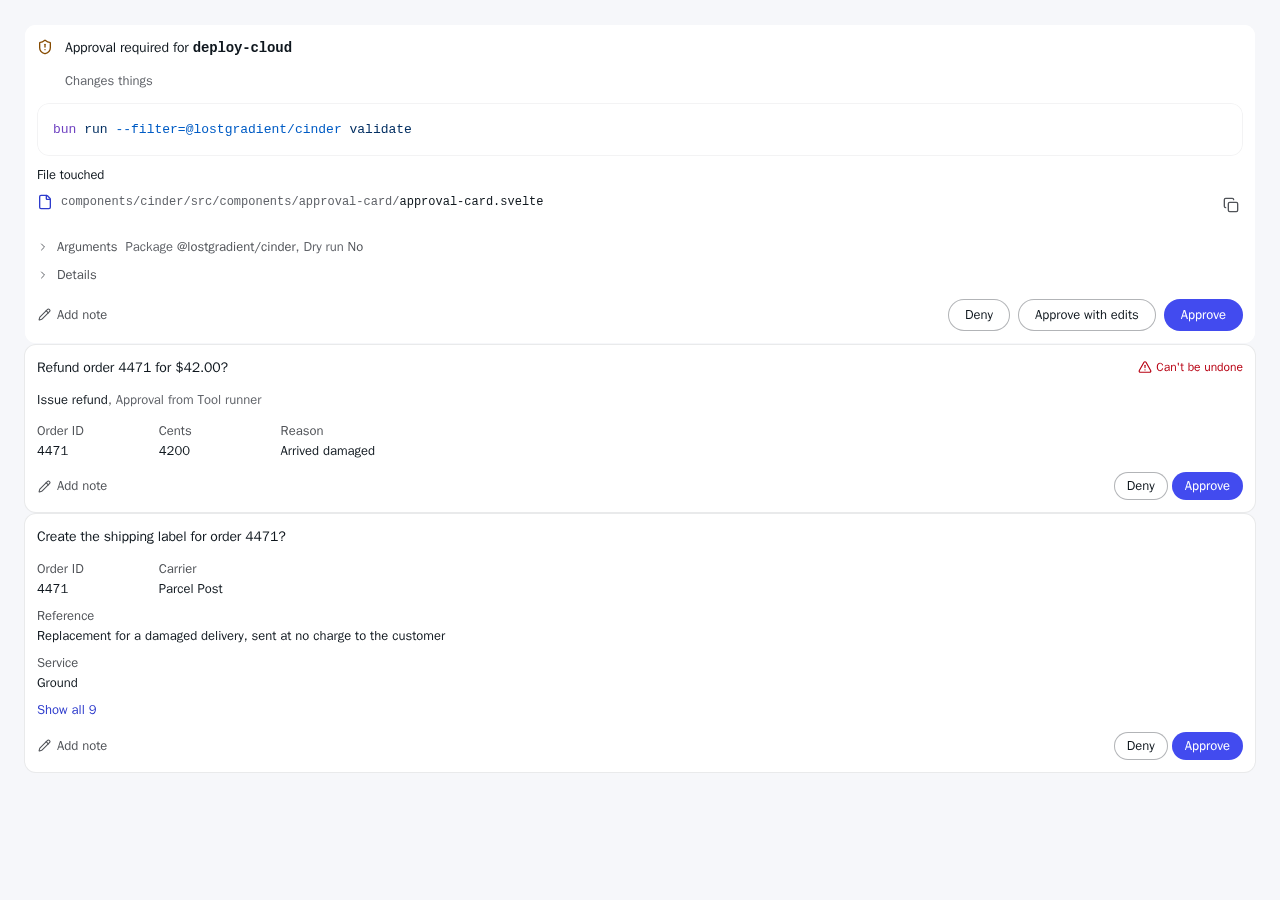 Approval required for deploy-cloud
Changes things
bun run --filter=@lostgradient/cinder validate
File touched
components/cinder/src/components/approval-card/approval-card.svelte
Arguments Package @lostgradient/cinder, Dry run No
Details
Add note Deny Approve with edits Approve
Refund order 4471 for $42.00? Can't be undone
Issue refund, Approval from Tool runner
Order ID Cents Reason
4471 4200 Arrived damaged
Add note Deny Approve
Create the shipping label for order 4471?
Order ID Carrier
4471 Parcel Post
Reference
Replacement for a damaged delivery, sent at no charge to the customer
Service
Ground
Show all 9
Add note Deny Approve